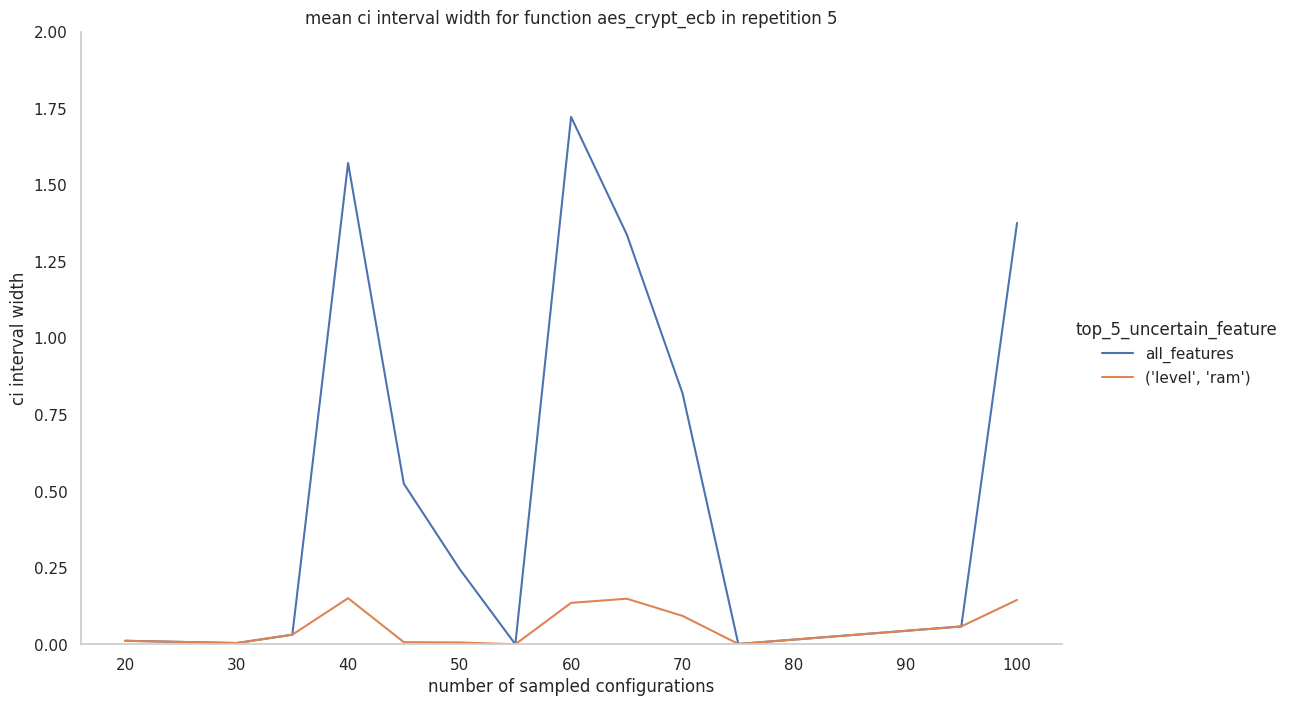 mean ci interval width for function aes_crypt_ecb in repetition 5
2.00
1.75
1.50
1.25
1.00
0.75
0.50
0.25
0.00
ci interval width
20 30 40 50 60 70 80 90 100
number of sampled configurations
top_5_uncertain_feature
all_features
('level', 'ram')